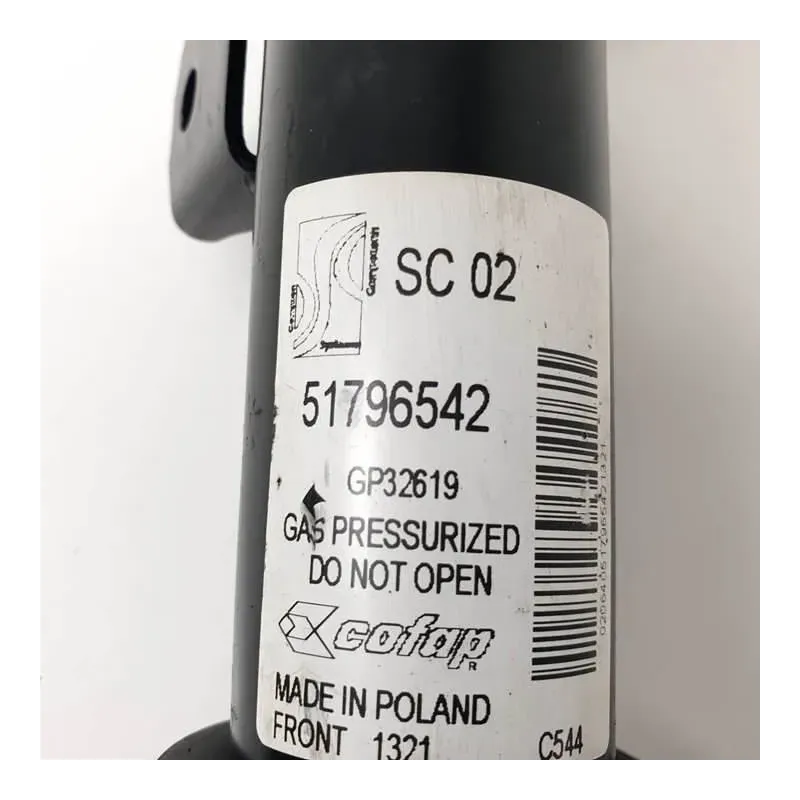 SC 02
51796542
GP32619
GAS PRESSURIZED
DO NOT OPEN
cofap
R
MADE IN POLAND
FRONT 1321
C544